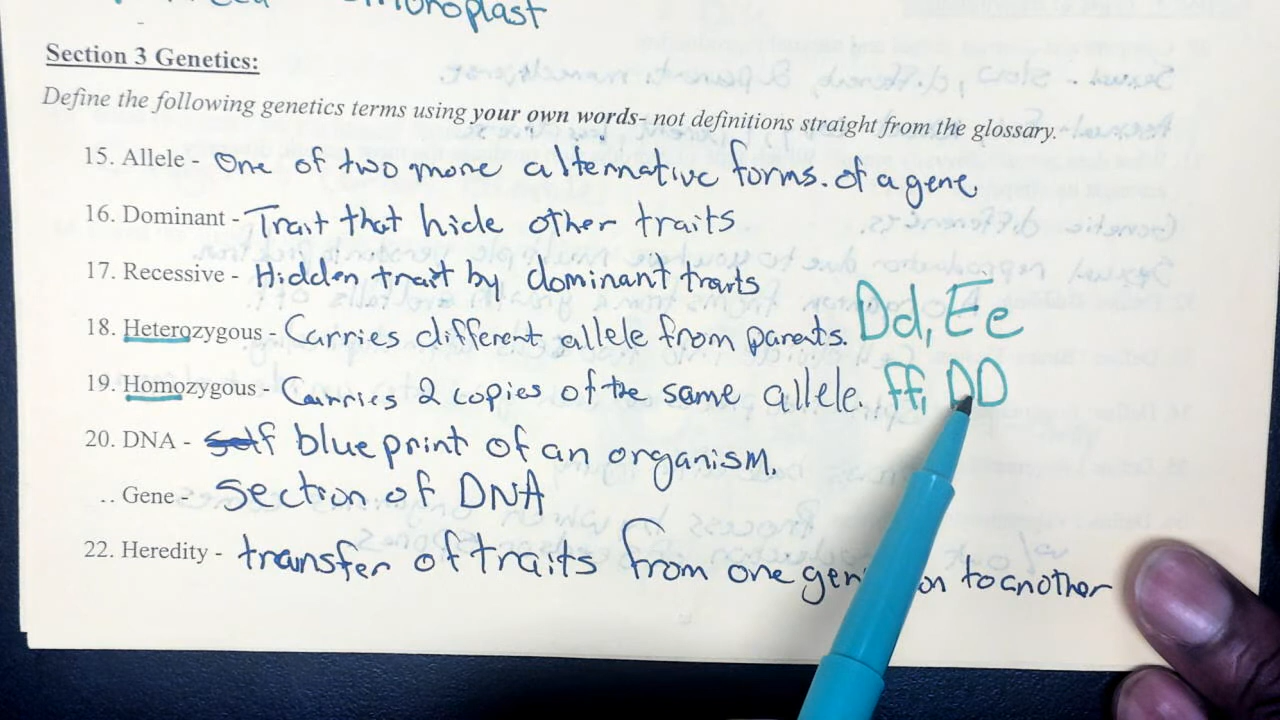 Section 3 Genetics:
Define the following genetics terms using your own words- not definitions straight from the glossary.
15. Allele - One of two more alternative forms. of a gene.
16. Dominant - Trait that hide other traits
17. Recessive - Hidden trait by dominant traits
18. Heterozygous - Carries different allele from parents. Dd, Ee
19. Homozygous - Carries 2 copies of the same allele. ff, DD
20. DNA - blue print of an organism.
.. Gene - Section of DNA
22. Heredity - transfer of traits from one gen on to another